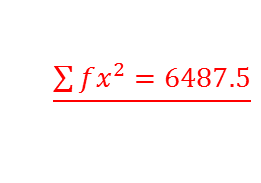 ∑ fx² = 6487.5